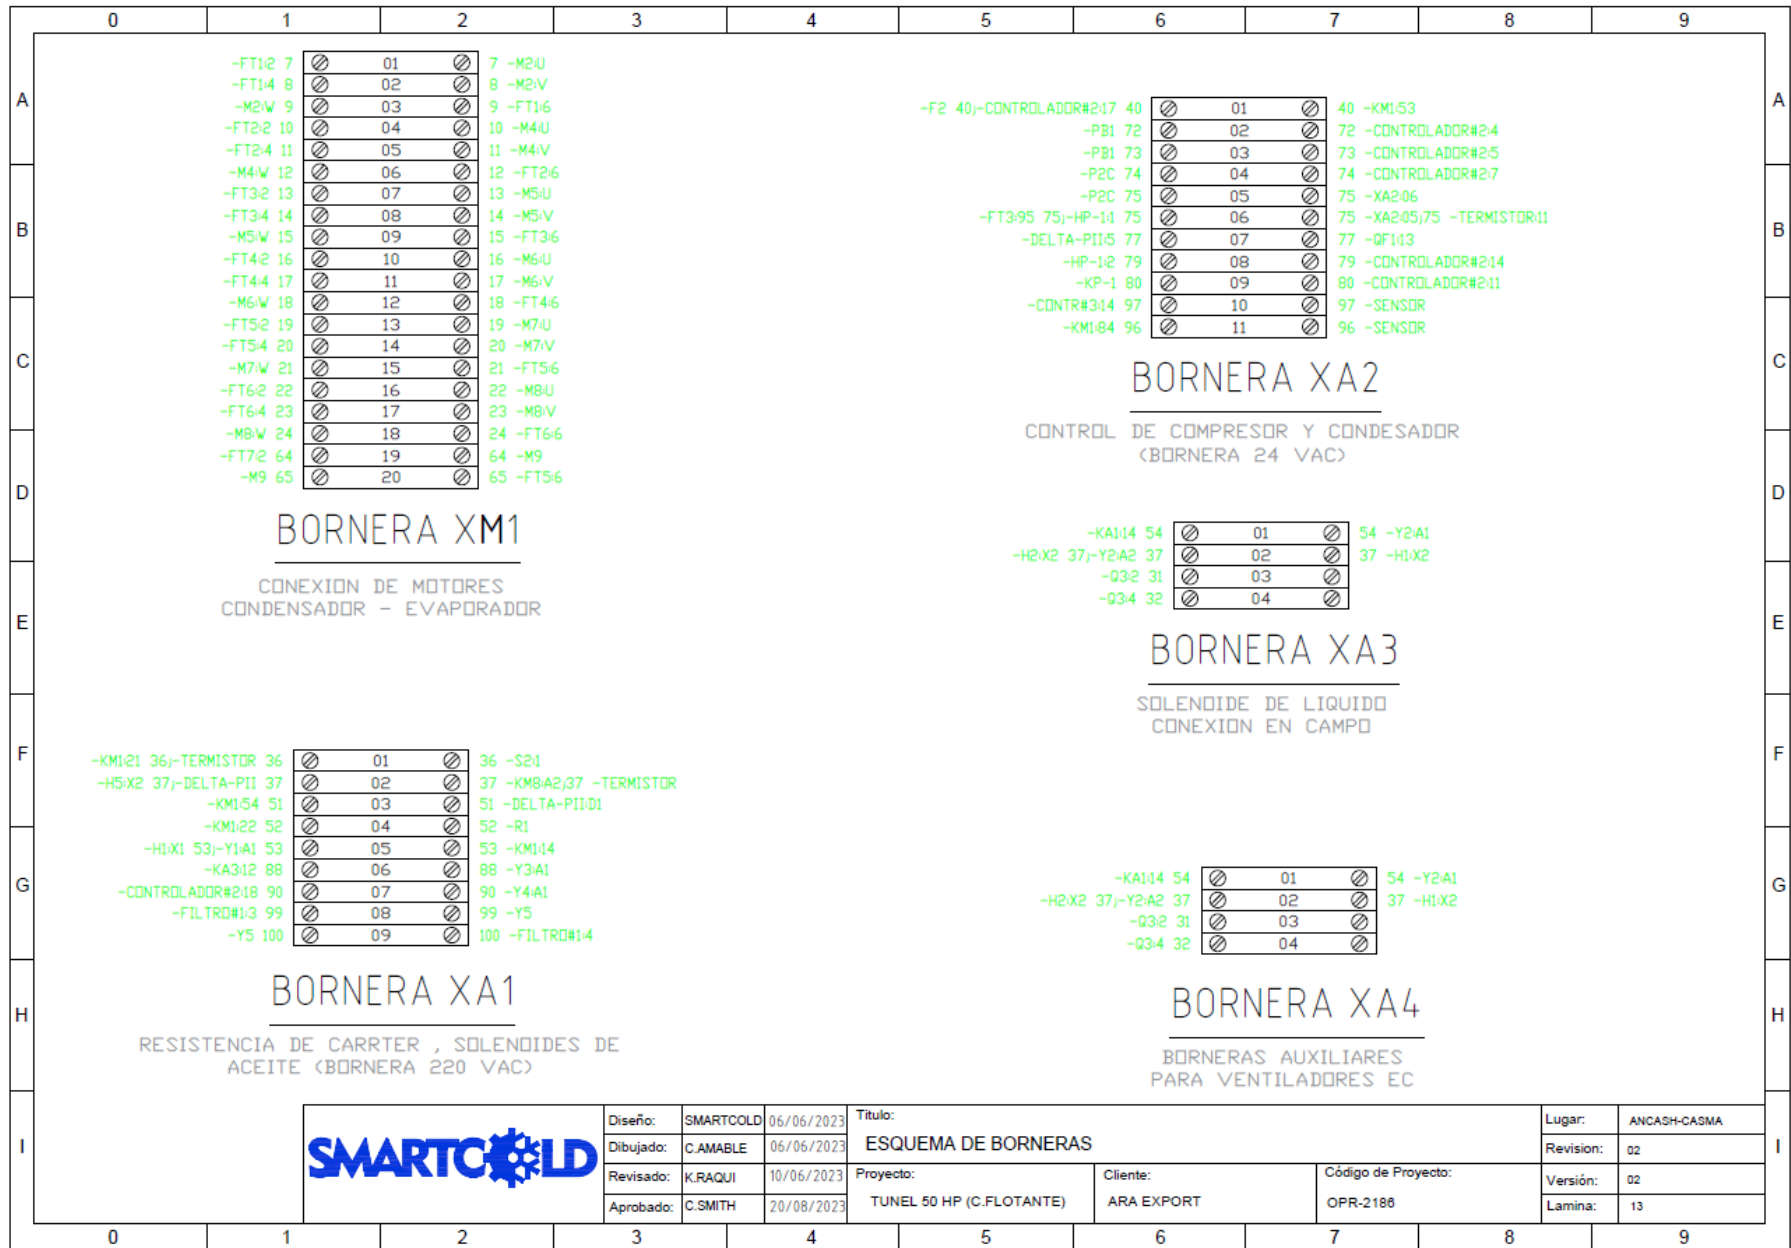 0 1 2 3 4 5 6 7 8 9
A
B
C
D
E
F
G
H
I
-FT1:2 7 01 7 -M2:U
-FT1:4 8 02 8 -M2:V
-M2:W 9 03 9 -FT1:6
-FT2:2 10 04 10 -M4:U
-FT2:4 11 05 11 -M4:V
-M4:W 12 06 12 -FT2:6
-FT3:2 13 07 13 -M5:U
-FT3:4 14 08 14 -M5:V
-M5:W 15 09 15 -FT3:6
-FT4:2 16 10 16 -M6:U
-FT4:4 17 11 17 -M6:V
-M6:W 18 12 18 -FT4:6
-FT5:2 19 13 19 -M7:U
-FT5:4 20 14 20 -M7:V
-M7:W 21 15 21 -FT5:6
-FT6:2 22 16 22 -M8:U
-FT6:4 23 17 23 -M8:V
-M8:W 24 18 24 -FT6:6
-FT7:2 64 19 64 -M9
-M9 65 20 65 -FT5:6
BORNERA XM1
CONEXION DE MOTORES
CONDENSADOR - EVAPORADOR
-F2 40;-CONTROLADOR#2:17 40 01 40 -KM1:53
-PB1 72 02 72 -CONTROLADOR#2:4
-PB1 73 03 73 -CONTROLADOR#2:5
-P2C 74 04 74 -CONTROLADOR#2:7
-P2C 75 05 75 -XA2:06
-FT3:95 75;-HP-1:1 75 06 75 -XA2:05;75 -TERMISTOR:11
-DELTA-PII:5 77 07 77 -QF1:13
-HP-1:2 79 08 79 -CONTROLADOR#2:14
-KP-1 80 09 80 -CONTROLADOR#2:11
-CONTR#3:14 97 10 97 -SENSOR
-KM1:84 96 11 96 -SENSOR
BORNERA XA2
CONTROL DE COMPRESOR Y CONDESADOR
(BORNERA 24 VAC)
-KA1:14 54 01 54 -Y2:A1
-H2:X2 37;-Y2:A2 37 02 37 -H1:X2
-Q3:2 31 03
-Q3:4 32 04
BORNERA XA3
SOLENOIDE DE LIQUIDO
CONEXION EN CAMPO
-KM1:21 36;-TERMISTOR 36 01 36 -S2:1
-H5:X2 37;-DELTA-PII 37 02 37 -KM8:A2;37 -TERMISTOR
-KM1:54 51 03 51 -DELTA-PII:D1
-KM1:22 52 04 52 -R1
-H1:X1 53;-Y1:A1 53 05 53 -KM1:14
-KA3:12 88 06 88 -Y3:A1
-CONTROLADOR#2:18 90 07 90 -Y4:A1
-FILTRO#1:3 99 08 99 -Y5
-Y5 100 09 100 -FILTRO#1:4
BORNERA XA1
RESISTENCIA DE CARRTER , SOLENOIDES DE
ACEITE (BORNERA 220 VAC)
-KA1:14 54 01 54 -Y2:A1
-H2:X2 37;-Y2:A2 37 02 37 -H1:X2
-Q3:2 31 03
-Q3:4 32 04
BORNERA XA4
BORNERAS AUXILIARES
PARA VENTILADORES EC
SMARTCOLD
Diseño: SMARTCOLD 06/06/2023
Dibujado: C.AMABLE 06/06/2023
Revisado: K.RAQUI 10/06/2023
Aprobado: C.SMITH 20/08/2023
Titulo:
ESQUEMA DE BORNERAS
Proyecto:
TUNEL 50 HP (C.FLOTANTE)
Cliente:
ARA EXPORT
Código de Proyecto:
OPR-2186
Lugar: ANCASH-CASMA
Revision: 02
Versión: 02
Lamina: 13
A
B
C
D
E
F
G
H
I
0 1 2 3 4 5 6 7 8 9